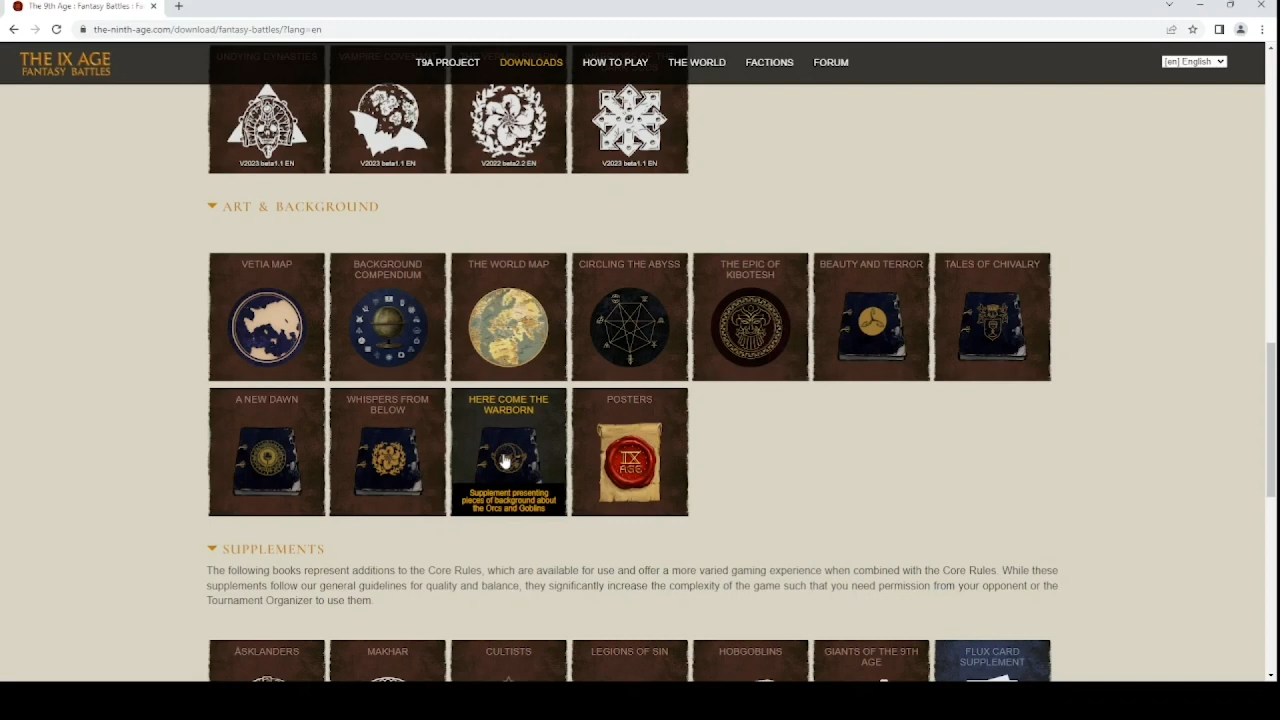 The 9th Age : Fantasy Battles : Fa
the-ninth-age.com/download/fantasy-battles/?lang=en
THE IX AGE
FANTASY BATTLES
T9A PROJECT
DOWNLOADS
HOW TO PLAY
THE WORLD
FACTIONS
FORUM
[en] English
UNDYING DYNASTIES
VAMPIRE COVENANT
V2023 beta1.1 EN
V2023 beta1.1 EN
V2022 beta2.2 EN
V2023 beta1.1 EN
ART & BACKGROUND
VETIA MAP
BACKGROUND
COMPENDIUM
THE WORLD MAP
CIRCLING THE ABYSS
THE EPIC OF
KIBOTESH
BEAUTY AND TERROR
TALES OF CHIVALRY
A NEW DAWN
WHISPERS FROM
BELOW
HERE COME THE
WARBORN
Supplement presenting
pieces of background about
the Orcs and Goblins
POSTERS
IX
AGE
SUPPLEMENTS
The following books represent additions to the Core Rules, which are available for use and offer a more varied gaming experience when combined with the Core Rules. While these
supplements follow our general guidelines for quality and balance, they significantly increase the complexity of the game such that you need permission from your opponent or the
Tournament Organizer to use them.
ÅSKLANDERS
MAKHAR
CULTISTS
LEGIONS OF SIN
HOBGOBLINS
GIANTS OF THE 9TH
AGE
FLUX CARD
SUPPLEMENT